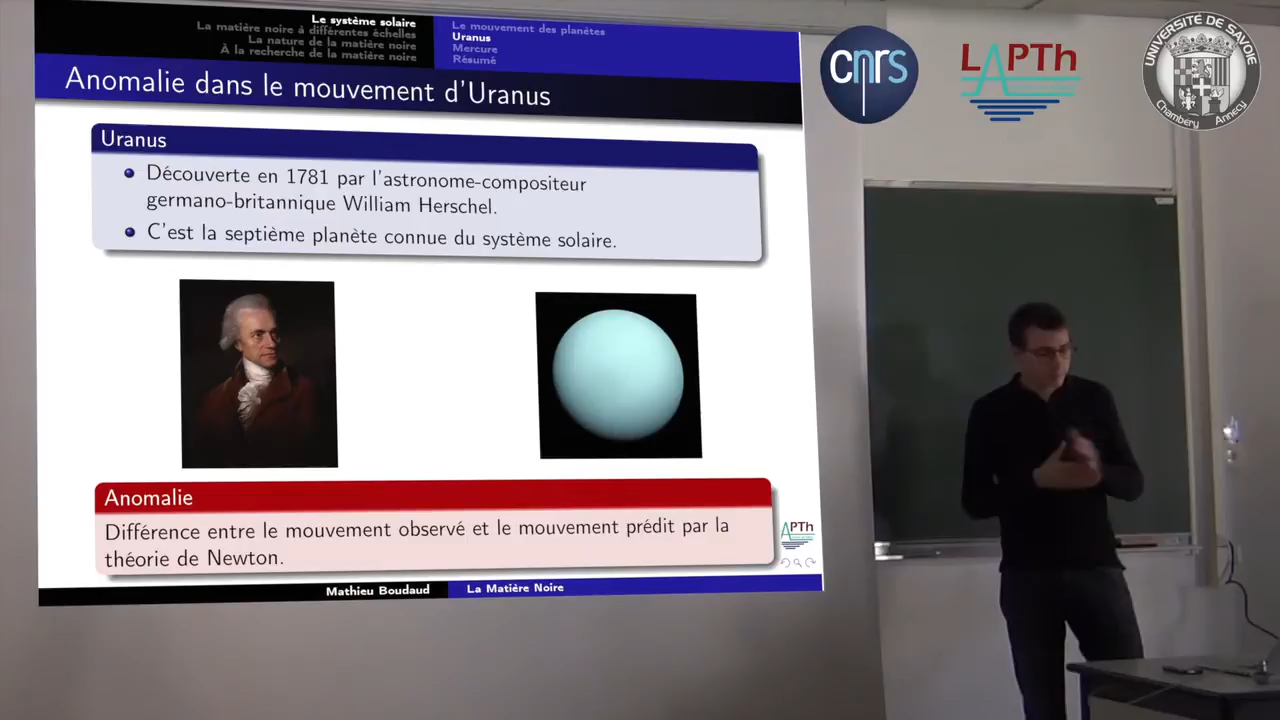 Le système solaire
La matière noire à différentes échelles
La nature de la matière noire
À la recherche de la matière noire
Le mouvement des planètes
Uranus
Mercure
Résumé
Anomalie dans le mouvement d'Uranus
Uranus
Découverte en 1781 par l'astronome-compositeur
germano-britannique William Herschel.
C'est la septième planète connue du système solaire.
Anomalie
Différence entre le mouvement observé et le mouvement prédit par la
théorie de Newton.
LAPTh
Mathieu Boudaud
La Matière Noire
cnrs
LAPTh
UNIVERSITÉ DE SAVOIE
Chambéry Annecy